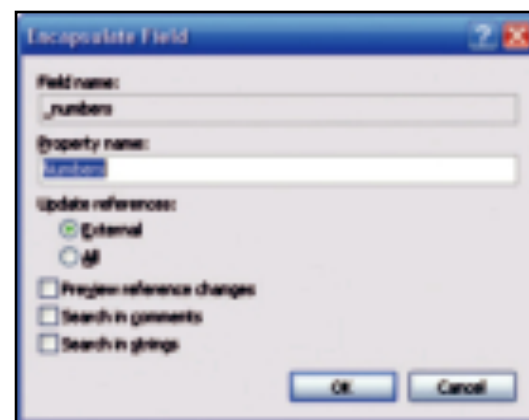 Encapsulate Field
Field name:
_numbers
Property name:
Numbers
Update references:
External
All
Preview reference changes
Search in comments
Search in strings
OK Cancel